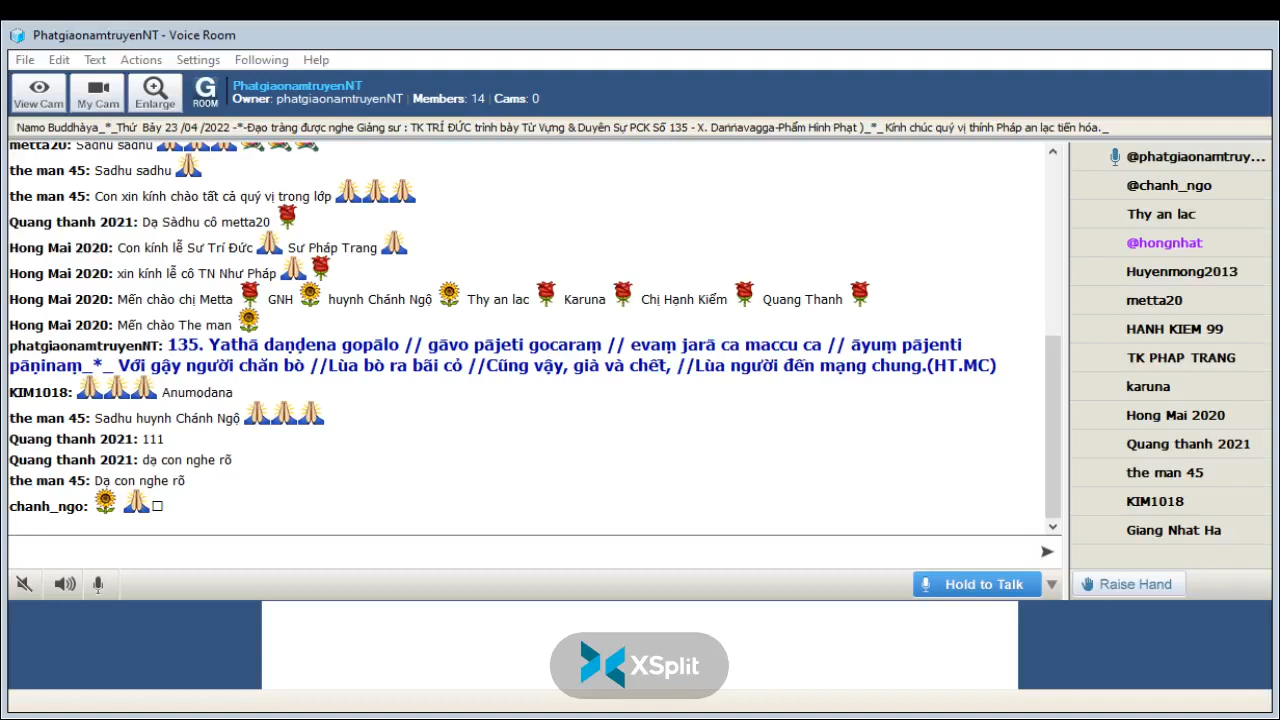 PhatgiaonamtruyenNT - Voice Room
File Edit Text Actions Settings Following Help
View Cam My Cam Enlarge G ROOM
PhatgiaonamtruyenNT
Owner: phatgiaonamtruyenNT | Members: 14 | Cams: 0
Namo Buddhàya_*_Thứ Bảy 23 /04 /2022 -*-Đạo tràng được nghe Giảng sư : TK TRÍ ĐỨC trình bày Từ Vựng & Duyên Sự PCK Số 135 - X. Daṇṇavagga-Phẩm Hình Phạt )_*_ Kính chúc quý vị thính Pháp an lạc tiến hóa._
metta20: Sadhu sadhu
the man 45: Sadhu sadhu
the man 45: Con xin kính chào tất cả quý vị trong lớp
Quang thanh 2021: Dạ Sàdhu cô metta20
Hong Mai 2020: Con kính lễ Sư Trí Đức Sư Pháp Trang
Hong Mai 2020: xin kính lễ cô TN Như Pháp
Hong Mai 2020: Mến chào chị Metta GNH huynh Chánh Ngộ Thy an lac Karuna Chị Hạnh Kiểm Quang Thanh
Hong Mai 2020: Mến chào The man
phatgiaonamtruyenNT: 135. Yathā daṇḍena gopālo // gāvo pājeti gocaraṃ // evaṃ jarā ca maccu ca // āyuṃ pājenti
pāṇinaṃ_*_ Với gậy người chăn bò //Lùa bò ra bãi cỏ //Cũng vậy, già và chết, //Lùa người đến mạng chung.(HT.MC)
KIM1018: Anumodana
the man 45: Sadhu huynh Chánh Ngộ
Quang thanh 2021: 111
Quang thanh 2021: dạ con nghe rõ
the man 45: Dạ con nghe rõ
chanh_ngo:
Hold to Talk
@phatgiaonamtruy...
@chanh_ngo
Thy an lac
@hongnhat
Huyenmong2013
metta20
HANH KIEM 99
TK PHAP TRANG
karuna
Hong Mai 2020
Quang thanh 2021
the man 45
KIM1018
Giang Nhat Ha
Raise Hand
XSplit